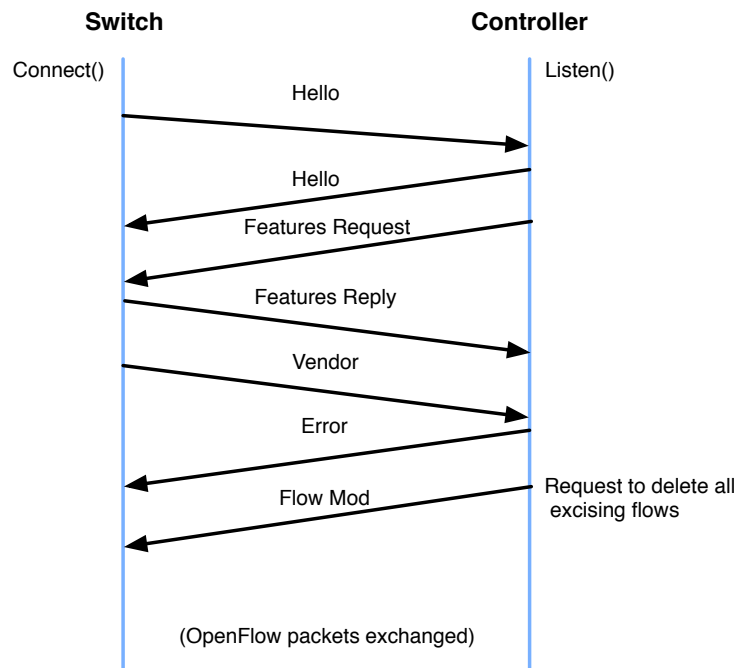 Switch
Controller
Connect()
Listen()
Hello
Hello
Features Request
Features Reply
Vendor
Error
Flow Mod
Request to delete all
excising flows
(OpenFlow packets exchanged)